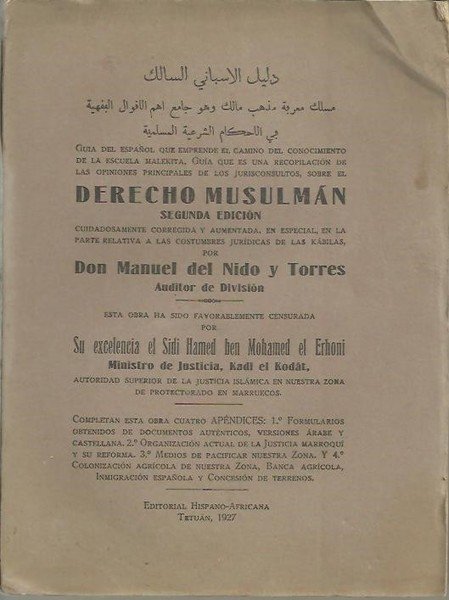 دليل الاسباني السالك
مسلك معربة مذهب مالك وهو جامع اهم الاقوال الفقهية
في الاحكام الشرعية المسلمية
GUIA DEL ESPAÑOL QUE EMPRENDE EL CAMINO DEL CONOCIMIENTO
DE LA ESCUELA MALEKITA. GUÍA QUE ES UNA RECOPILACIÓN DE
LAS OPINIONES PRINCIPALES DE LOS JURISCONSULTOS, SOBRE EL
DERECHO MUSULMÁN
SEGUNDA EDICIÓN
CUIDADOSAMENTE CORREGIDA Y AUMENTADA, EN ESPECIAL, EN LA
PARTE RELATIVA A LAS COSTUMBRES JURÍDICAS DE LAS KÁBILAS,
POR
Don Manuel del Nido y Torres
Auditor de División
ESTA OBRA HA SIDO FAVORABLEMENTE CENSURADA
POR
Su excelencia el Sidi Hamed ben Mohamed el Erhoni
Ministro de Justicia, Kadi el Kodát,
AUTORIDAD SUPERIOR DE LA JUSTICIA ISLÁMICA EN NUESTRA ZONA
DE PROTECTORADO EN MARRUECOS.
COMPLETAN ESTA OBRA CUATRO APÉNDICES: 1.º FORMULARIOS
OBTENIDOS DE DOCUMENTOS AUTÉNTICOS, VERSIONES ÁRABE Y
CASTELLANA. 2.º ORGANIZACIÓN ACTUAL DE LA JUSTICIA MARROQUÍ
Y SU REFORMA. 3.º MEDIOS DE PACIFICAR NUESTRA ZONA. Y 4.º
COLONIZACIÓN AGRÍCOLA DE NUESTRA ZONA, BANCA AGRÍCOLA,
INMIGRACIÓN ESPAÑOLA Y CONCESIÓN DE TERRENOS.
EDITORIAL HISPANO-AFRICANA
TETUÁN, 1927